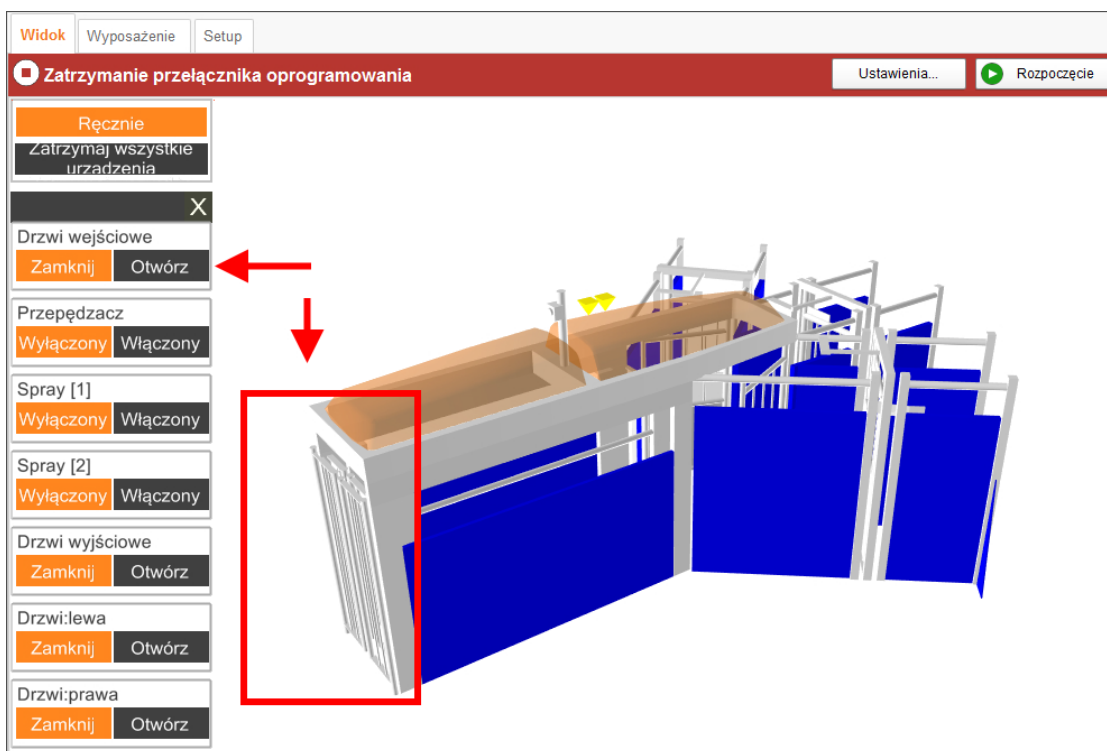 Widok Wyposażenie Setup
Zatrzymanie przełącznika oprogramowania Ustawienia... Rozpoczęcie
Ręcznie
Zatrzymaj wszystkie
urzadzenia
X
Drzwi wejściowe
Zamknij Otwórz
Przepędzacz
Wyłączony Włączony
Spray [1]
Wyłączony Włączony
Spray [2]
Wyłączony Włączony
Drzwi wyjściowe
Zamknij Otwórz
Drzwi:lewa
Zamknij Otwórz
Drzwi:prawa
Zamknij Otwórz